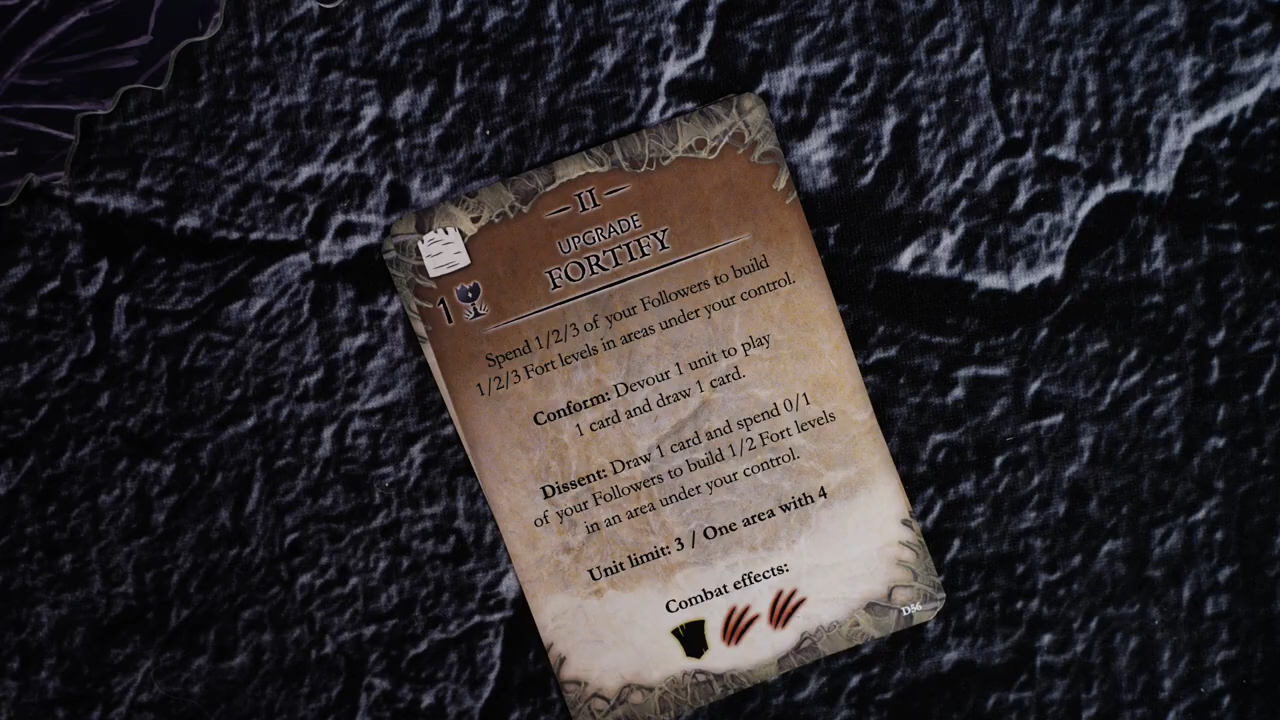 – II –
UPGRADE
FORTIFY
1
Spend 1/2/3 of your Followers to build
1/2/3 Fort levels in areas under your control.
Conform: Devour 1 unit to play
1 card and draw 1 card.
Dissent: Draw 1 card and spend 0/1
of your Followers to build 1/2 Fort levels
in an area under your control.
Unit limit: 3 / One area with 4
Combat effects:
D56